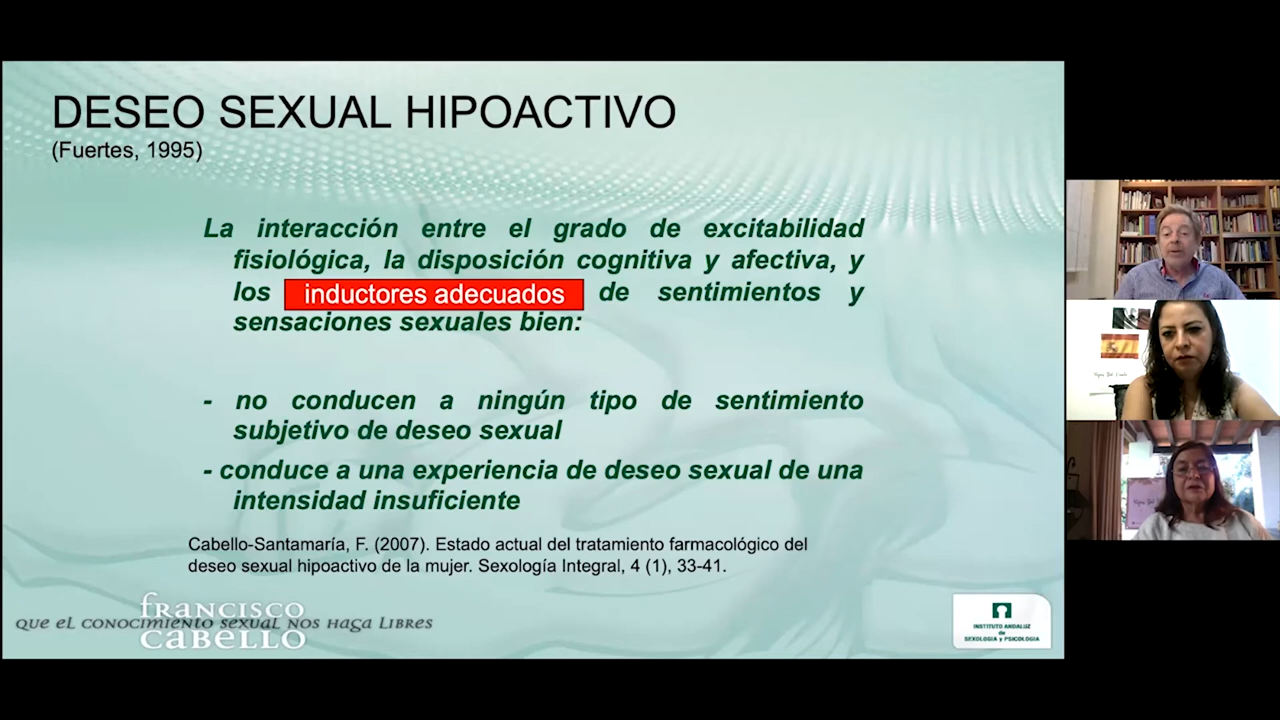 DESEO SEXUAL HIPOACTIVO
(Fuertes, 1995)
La interacción entre el grado de excitabilidad
fisiológica, la disposición cognitiva y afectiva, y
los inductores adecuados de sentimientos y
sensaciones sexuales bien:
- no conducen a ningún tipo de sentimiento
subjetivo de deseo sexual
- conduce a una experiencia de deseo sexual de una
intensidad insuficiente
Cabello-Santamaría, F. (2007). Estado actual del tratamiento farmacológico del
deseo sexual hipoactivo de la mujer. Sexología Integral, 4 (1), 33-41.
FRANCISCO
QUE EL CONOCIMIENTO SEXUAL NOS HAGA LIBRES
CABELLO
INSTITUTO ANDALUZ
de
SEXOLOGIA y PSICOLOGIA